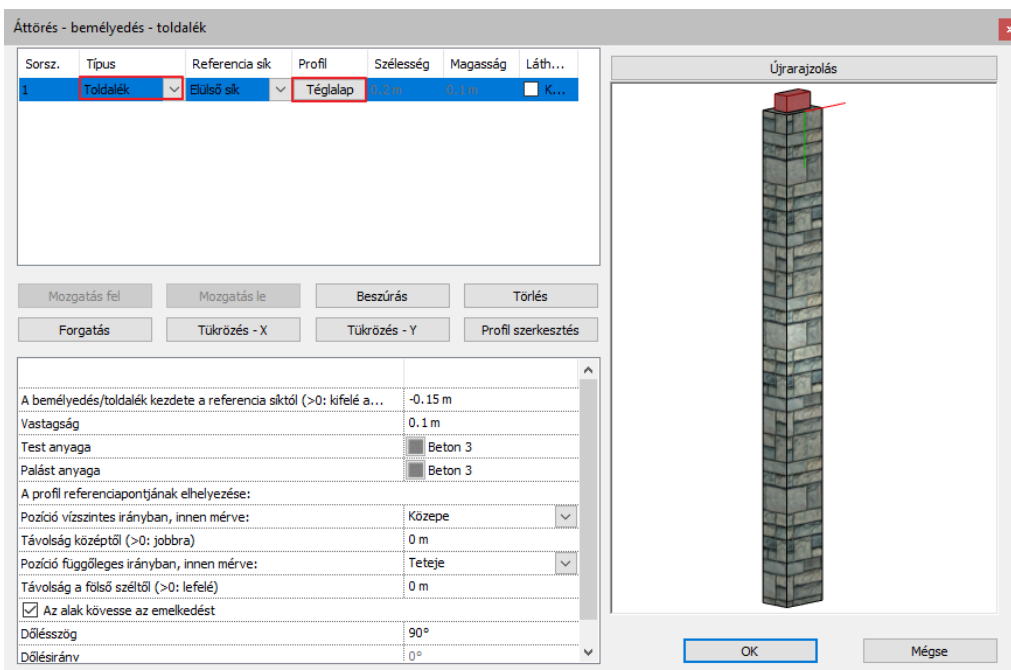 Áttörés - bemélyedés - toldalék
Sorsz. Típus Referencia sík Profil Szélesség Magasság Láth...
1 Toldalék Elülső sík Téglalap 0.2 m 0.1 m K...
Újrarajzolás
Mozgatás fel Mozgatás le Beszúrás Törlés
Forgatás Tükrözés - X Tükrözés - Y Profil szerkesztés
A bemélyedés/toldalék kezdete a referencia síktól (>0: kifelé a... -0.15 m
Vastagság 0.1 m
Test anyaga Beton 3
Palást anyaga Beton 3
A profil referenciapontjának elhelyezése:
Pozíció vízszintes irányban, innen mérve: Közepe
Távolság középtől (>0: jobbra) 0 m
Pozíció függőleges irányban, innen mérve: Teteje
Távolság a fölső széltől (>0: lefelé) 0 m
Az alak kövesse az emelkedést
Dőlésszög 90°
Dőlésirány 0°
OK Mégse